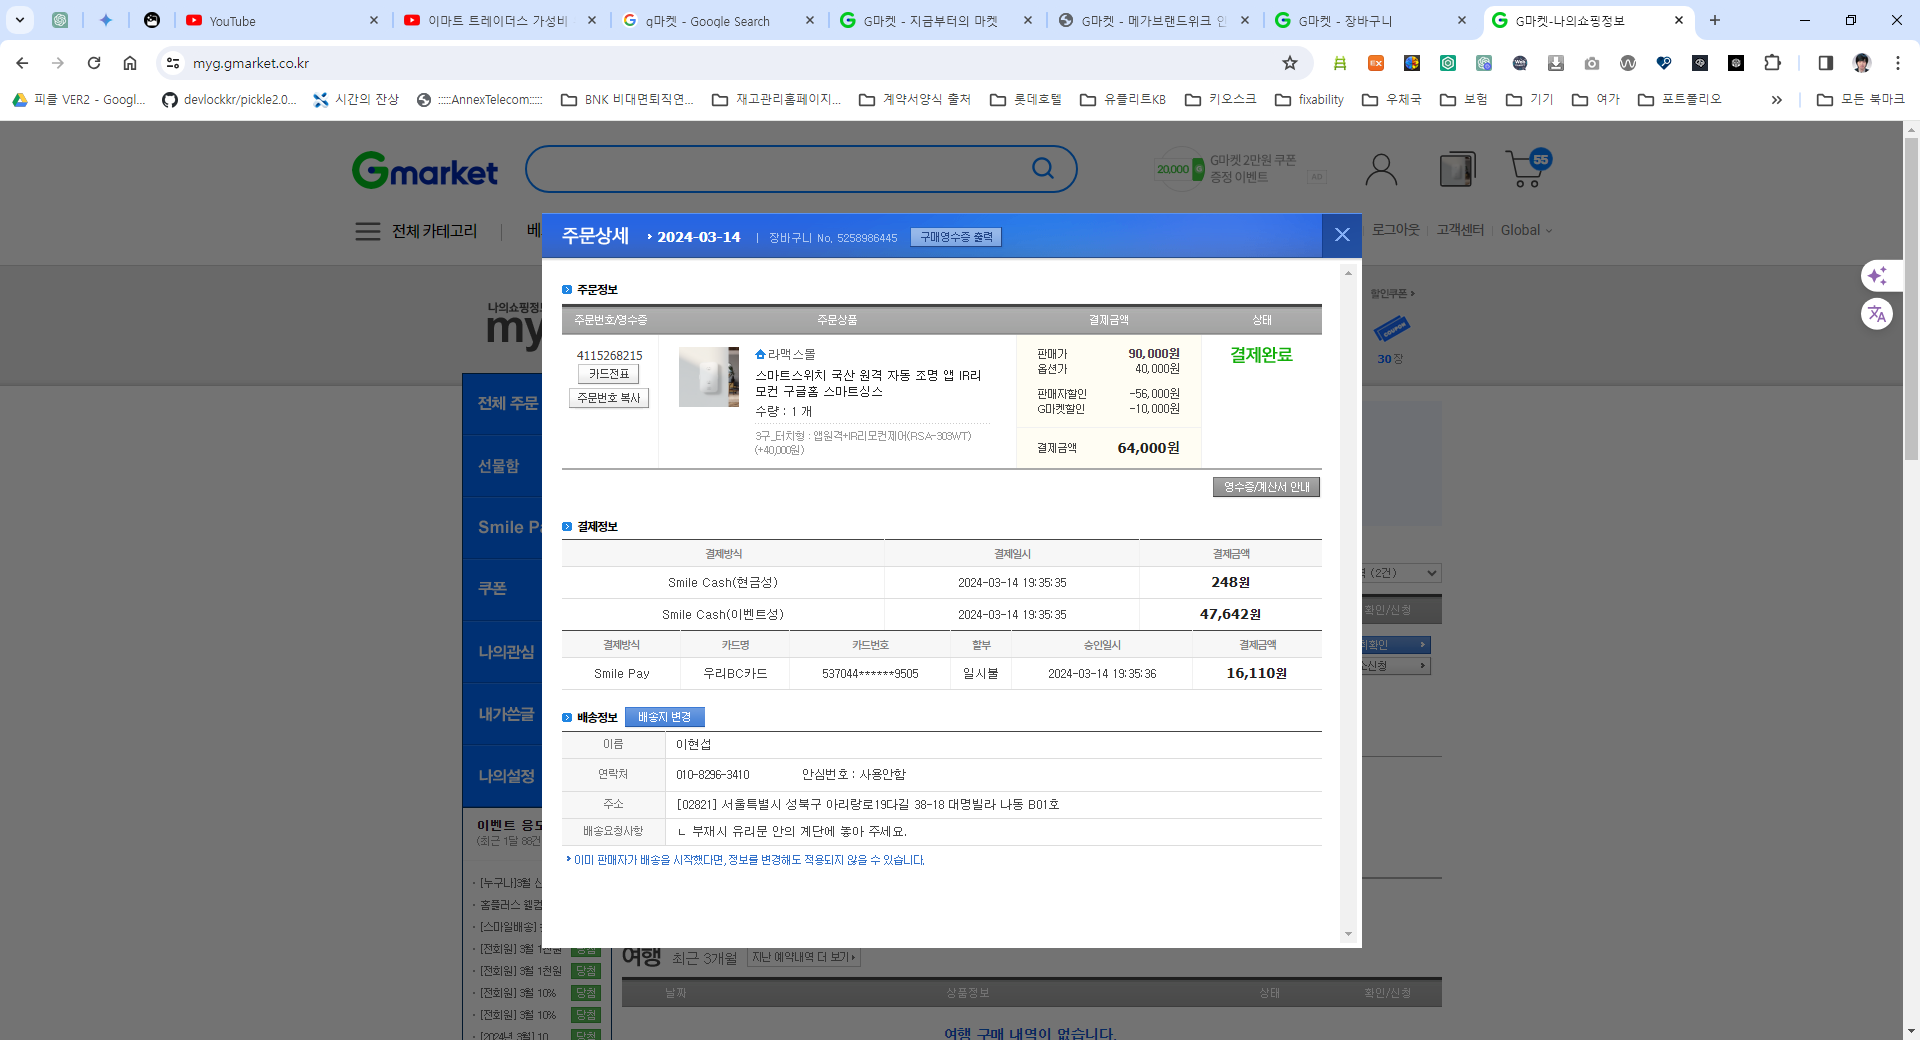 YouTube
이마트 트레이더스 가성비
q마켓 - Google Search
G마켓 - 지금부터의 마켓
G마켓 - 메가브랜드위크 인
G마켓 - 장바구니
G마켓-나의쇼핑정보
myg.gmarket.co.kr
피클 VER2 - Googl...
devlockkr/pickle2.0...
시간의 잔상
:::::AnnexTelecom:::::
BNK 비대면퇴직연...
재고관리홈페이지...
계약서양식 출처
롯데호텔
유플리트KB
키오스크
fixability
우체국
보험
기기
여가
포트폴리오
모든 북마크
Gmarket
20,000
G마켓 2만원 쿠폰
증정 이벤트
AD
55
전체 카테고리
로그아웃
고객센터
Global
주문상세
2024-03-14
장바구니 No. 5258986445
구매영수증 출력
나의쇼핑정보
my
할인쿠폰
30장
전체 주문
선물함
Smile Pa
쿠폰
나의관심
내가쓴글
나의설정
주문정보
주문번호/영수증 주문상품 결제금액 상태
4115268215
카드전표
주문번호 복사
라맥스몰
스마트스위치 국산 원격 자동 조명 앱 IR리
모컨 구글홈 스마트싱스
수량 : 1 개
3구_터치형 : 앱원격+IR리모컨제어(RSA-303WT)
(+40,000원)
판매가 90,000원
옵션가 40,000원
판매자할인 -56,000원
G마켓할인 -10,000원
결제금액 64,000원
결제완료
영수증/계산서 안내
결제정보
결제방식 결제일시 결제금액
Smile Cash(현금성) 2024-03-14 19:35:35 248원
Smile Cash(이벤트성) 2024-03-14 19:35:35 47,642원
결제방식 카드명 카드번호 할부 승인일시 결제금액
Smile Pay 우리BC카드 537044******9505 일시불 2024-03-14 19:35:36 16,110원
배송정보
배송지 변경
이름 이현섭
연락처 010-8296-3410 안심번호 : 사용안함
주소 [02821] 서울특별시 성북구 아리랑로19다길 38-18 대명빌라 나동 B01호
배송요청사항 ㄴ 부재시 유리문 안의 계단에 놓아 주세요.
이미 판매자가 배송을 시작했다면, 정보를 변경해도 적용되지 않을 수 있습니다.
(2건)
확인/신청
이벤트 응모
(최근 1달 88건
[누구나]3월 신
홈플러스 웰컴
[스마일배송]
[전회원] 3월 1천원 당첨
[전회원] 3월 1천원 당첨
[전회원] 3월 10% 당첨
[전회원] 3월 10% 당첨
[2024년 3월] 10 당첨
여행 최근 3개월 지난 예약내역 더 보기
날짜 상품정보 상태 확인/신청
여행 구매 내역이 없습니다.